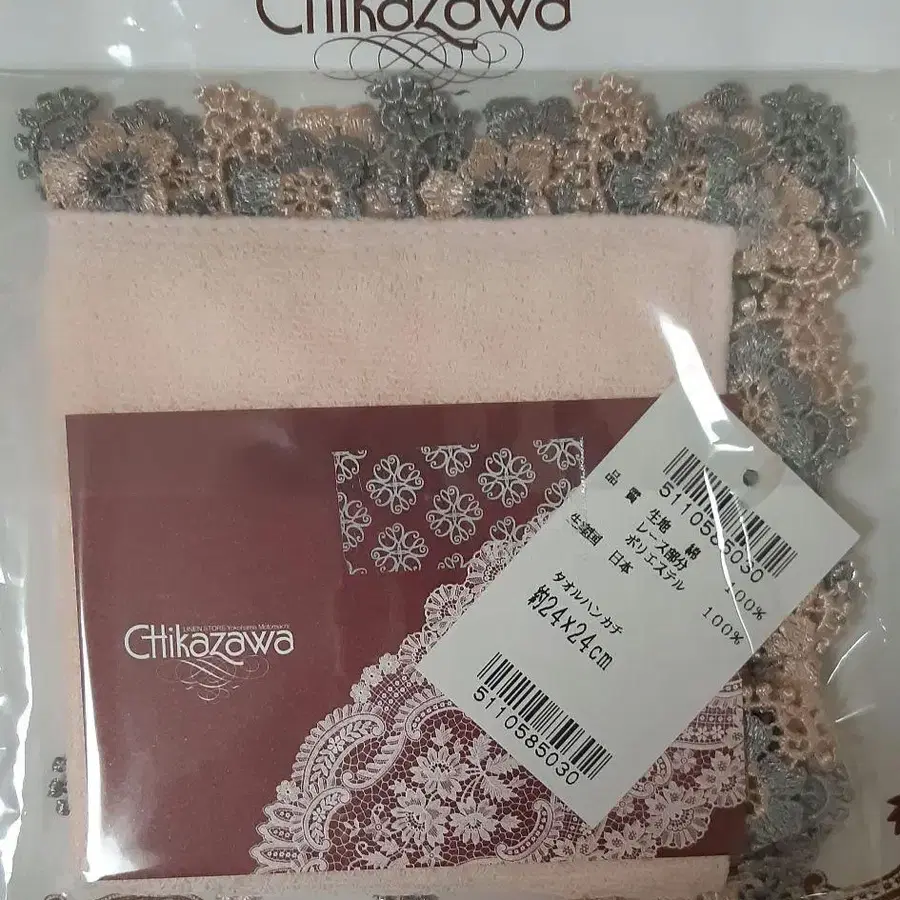 Chikazawa
LINEN STORE Yokohama Motomachi
Chikazawa
5110585030
品質 生地 綿 100%
レース部分
ポリエステル 100%
生産国 日本
タオルハンカチ
約24×24cm
5110585030